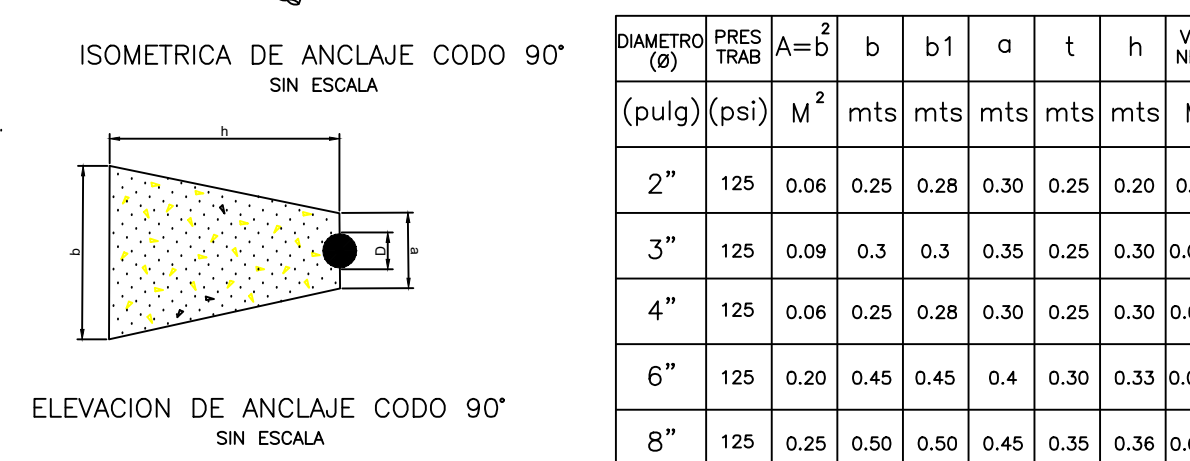 ISOMETRICA DE ANCLAJE CODO 90°
SIN ESCALA
h
b
D
a
ELEVACION DE ANCLAJE CODO 90°
SIN ESCALA
DIAMETRO (Ø) PRES TRAB A=b² b b1 a t h
(pulg) (psi) M² mts mts mts mts mts
2” 125 0.06 0.25 0.28 0.30 0.25 0.20
3” 125 0.09 0.3 0.3 0.35 0.25 0.30
4” 125 0.06 0.25 0.28 0.30 0.25 0.30
6” 125 0.20 0.45 0.45 0.4 0.30 0.33
8” 125 0.25 0.50 0.50 0.45 0.35 0.36